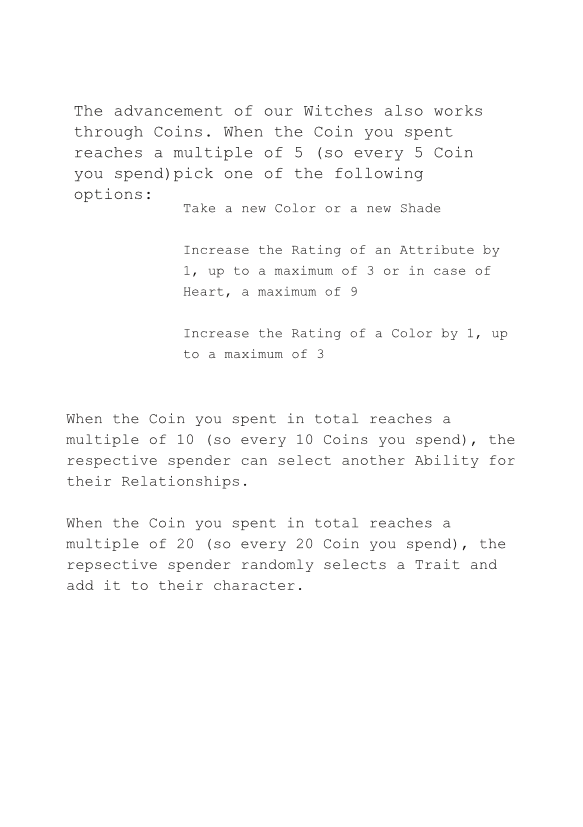 The advancement of our Witches also works
through Coins. When the Coin you spent
reaches a multiple of 5 (so every 5 Coin
you spend)pick one of the following
options:
Take a new Color or a new Shade
Increase the Rating of an Attribute by
1, up to a maximum of 3 or in case of
Heart, a maximum of 9
Increase the Rating of a Color by 1, up
to a maximum of 3
When the Coin you spent in total reaches a
multiple of 10 (so every 10 Coins you spend), the
respective spender can select another Ability for
their Relationships.
When the Coin you spent in total reaches a
multiple of 20 (so every 20 Coin you spend), the
repsective spender randomly selects a Trait and
add it to their character.